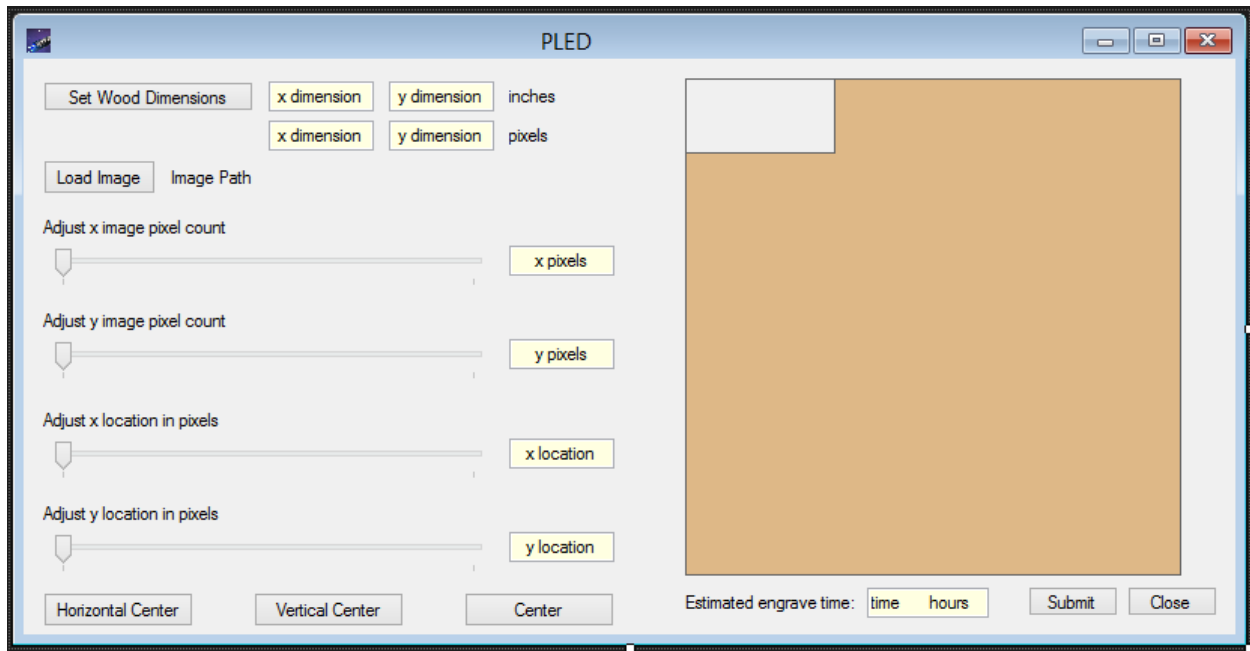 PLED
Set Wood Dimensions x dimension y dimension inches
x dimension y dimension pixels
Load Image Image Path
Adjust x image pixel count
x pixels
Adjust y image pixel count
y pixels
Adjust x location in pixels
x location
Adjust y location in pixels
y location
Horizontal Center Vertical Center Center
Estimated engrave time: time hours Submit Close